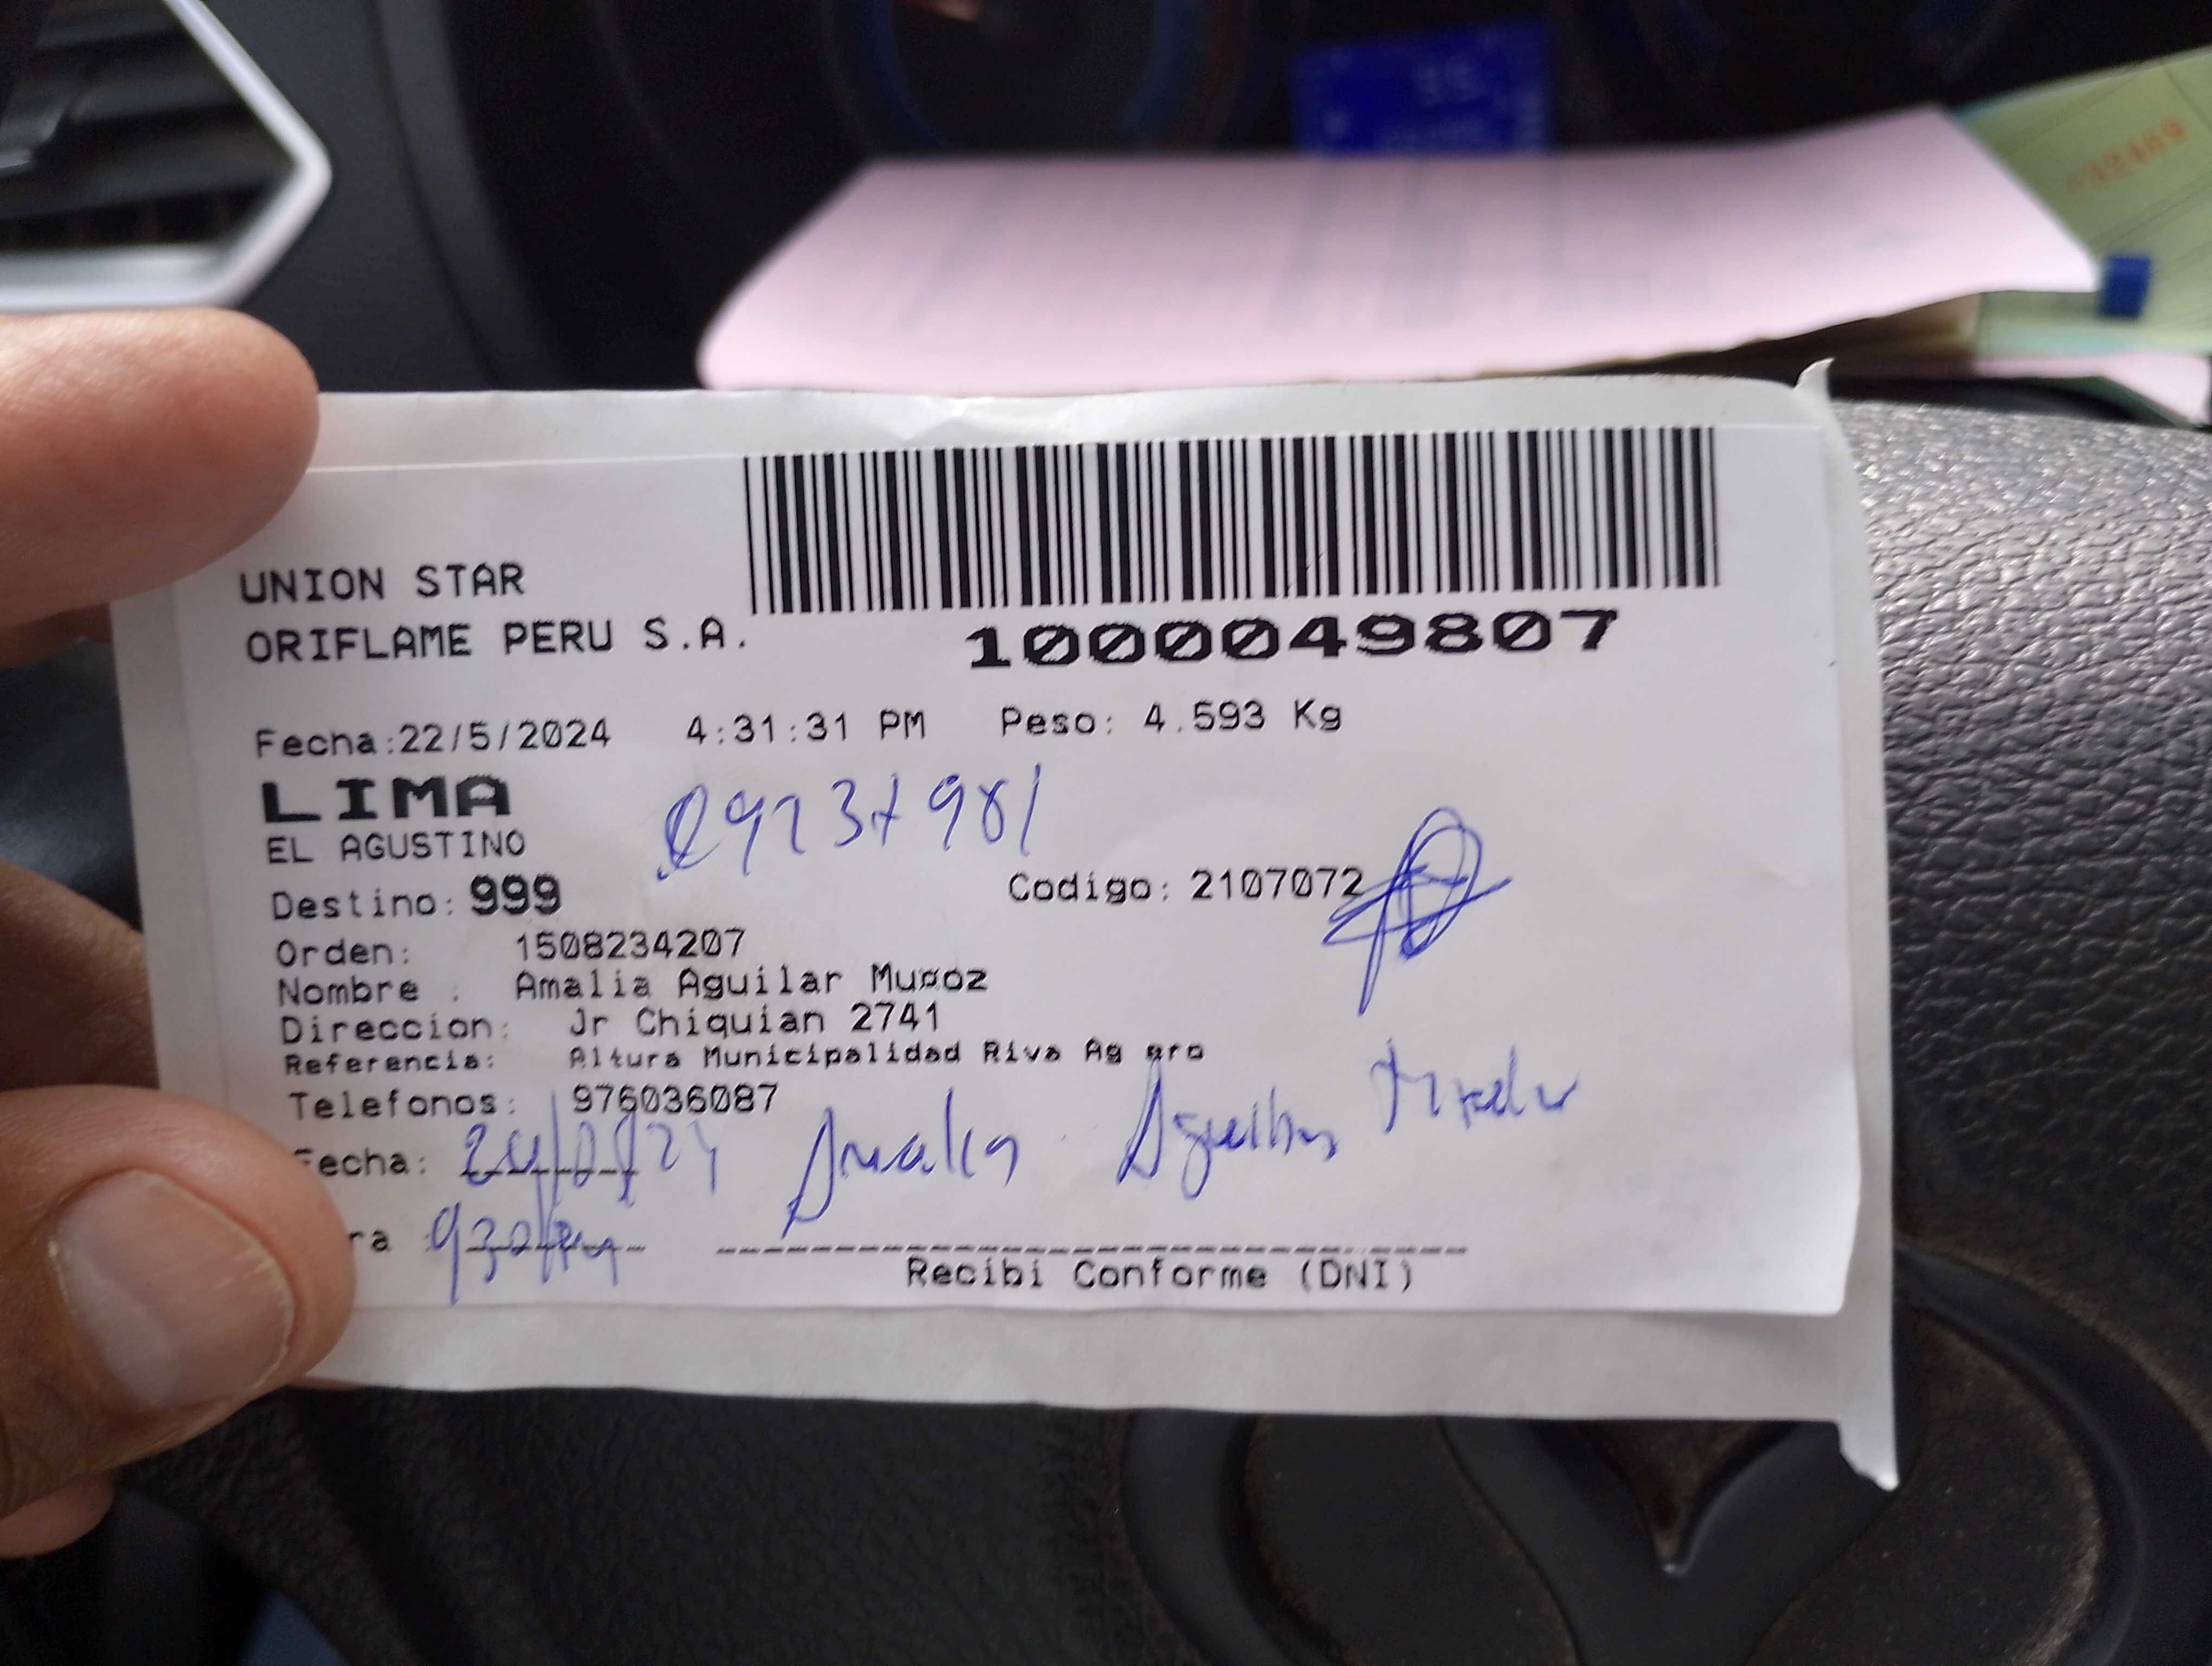 UNION STAR
ORIFLAME PERU S.A.
1000049807
Fecha:22/5/2024 4:31:31 PM Peso: 4.593 Kg
LIMA
EL AGUSTINO
Destino: 999 Codigo: 2107072
Orden: 1508234207
Nombre : Amalia Aguilar Mu¤oz
Direccion: Jr Chiquian 2741
Referencia: Altura Municipalidad Riva Ag ero
Telefonos: 976036087
Fecha: Amalia Aguilar
ra
Recibi Conforme (DNI)